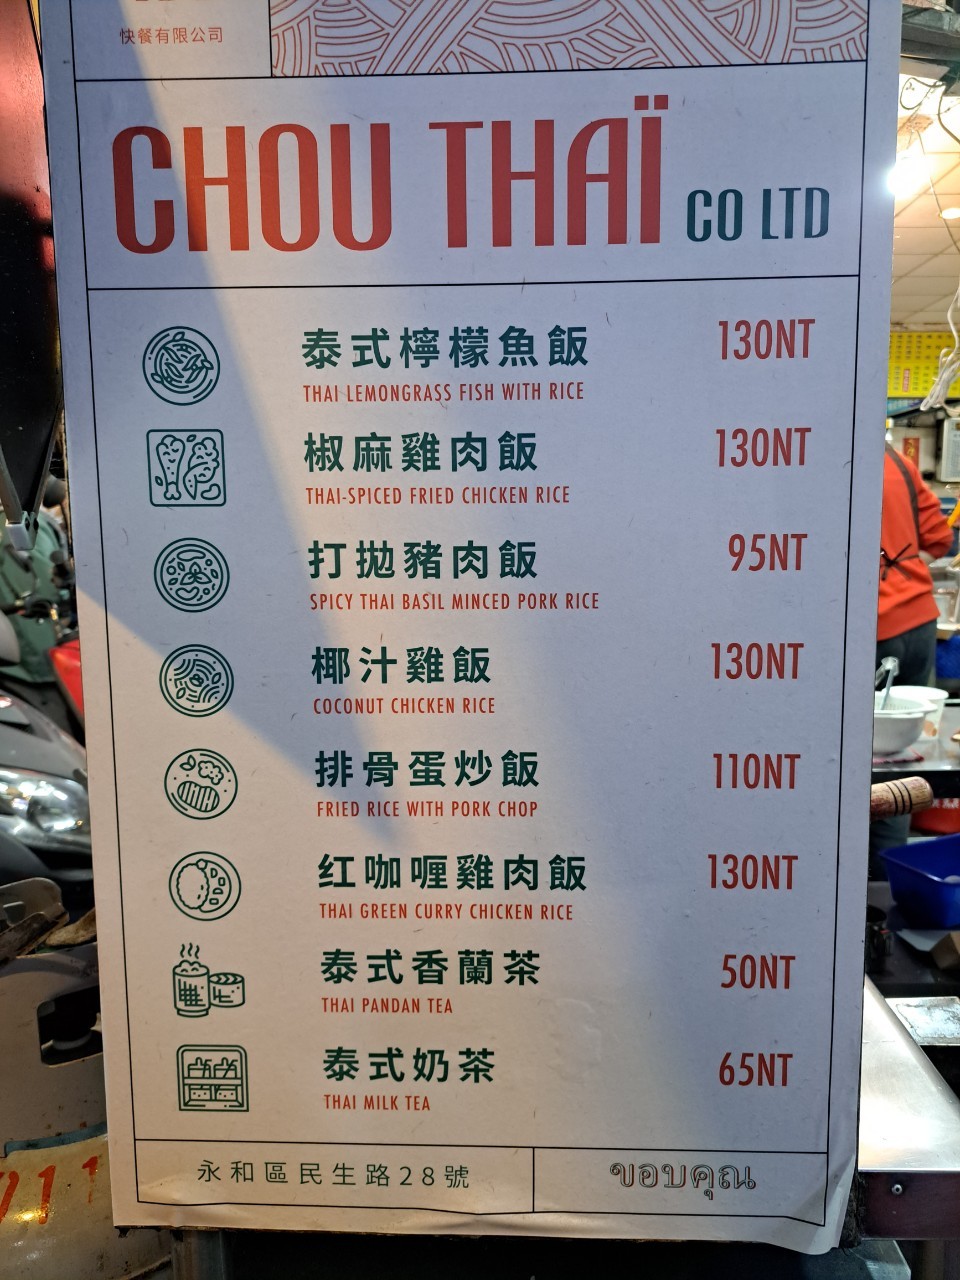 快餐有限公司
CHOU THAÏ CO LTD
泰式檸檬魚飯 130NT
THAI LEMONGRASS FISH WITH RICE
椒麻雞肉飯 130NT
THAI-SPICED FRIED CHICKEN RICE
打拋豬肉飯 95NT
SPICY THAI BASIL MINCED PORK RICE
椰汁雞飯 130NT
COCONUT CHICKEN RICE
排骨蛋炒飯 110NT
FRIED RICE WITH PORK CHOP
红咖喱雞肉飯 130NT
THAI GREEN CURRY CHICKEN RICE
泰式香蘭茶 50NT
THAI PANDAN TEA
泰式奶茶 65NT
THAI MILK TEA
永和區民生路28號
ขอบคุณ